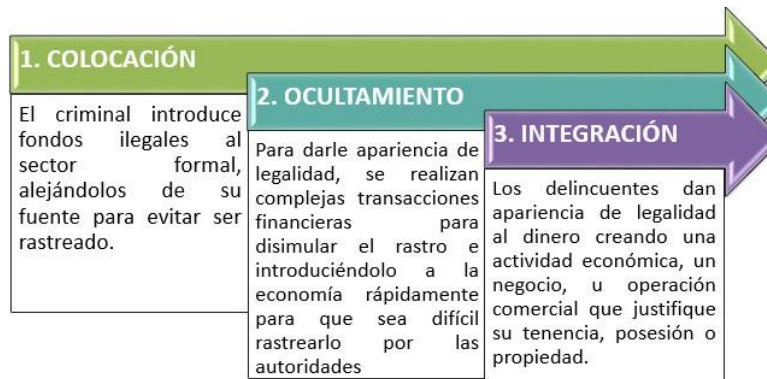 1. COLOCACIÓN
El criminal introduce
fondos ilegales al
sector formal,
alejándolos de su
fuente para evitar ser
rastreado.
2. OCULTAMIENTO
Para darle apariencia de
legalidad, se realizan
complejas transacciones
financieras para
disimular el rastro e
introduciéndolo a la
economía rápidamente
para que sea difícil
rastrearlo por las
autoridades
3. INTEGRACIÓN
Los delincuentes dan
apariencia de legalidad
al dinero creando una
actividad económica, un
negocio, u operación
comercial que justifique
su tenencia, posesión o
propiedad.